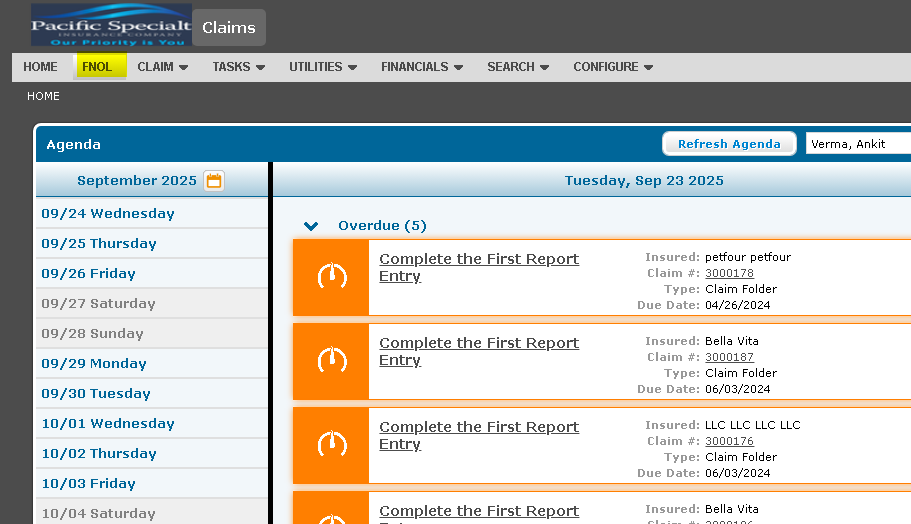 Pacific Specialt
INSURANCE COMPANY
Our Priority is You
Claims
HOME FNOL CLAIM TASKS UTILITIES FINANCIALS SEARCH CONFIGURE
HOME
Agenda Refresh Agenda Verma, Ankit
September 2025 Tuesday, Sep 23 2025
09/24 Wednesday
09/25 Thursday
09/26 Friday
09/27 Saturday
09/28 Sunday
09/29 Monday
09/30 Tuesday
10/01 Wednesday
10/02 Thursday
10/03 Friday
10/04 Saturday
Overdue (5)
Complete the First Report
Entry
Insured: petfour petfour
Claim #: 3000178
Type: Claim Folder
Due Date: 04/26/2024
Complete the First Report
Entry
Insured: Bella Vita
Claim #: 3000187
Type: Claim Folder
Due Date: 06/03/2024
Complete the First Report
Entry
Insured: LLC LLC LLC LLC
Claim #: 3000176
Type: Claim Folder
Due Date: 06/03/2024
Complete the First Report
Entry
Insured: Bella Vita
Claim #: